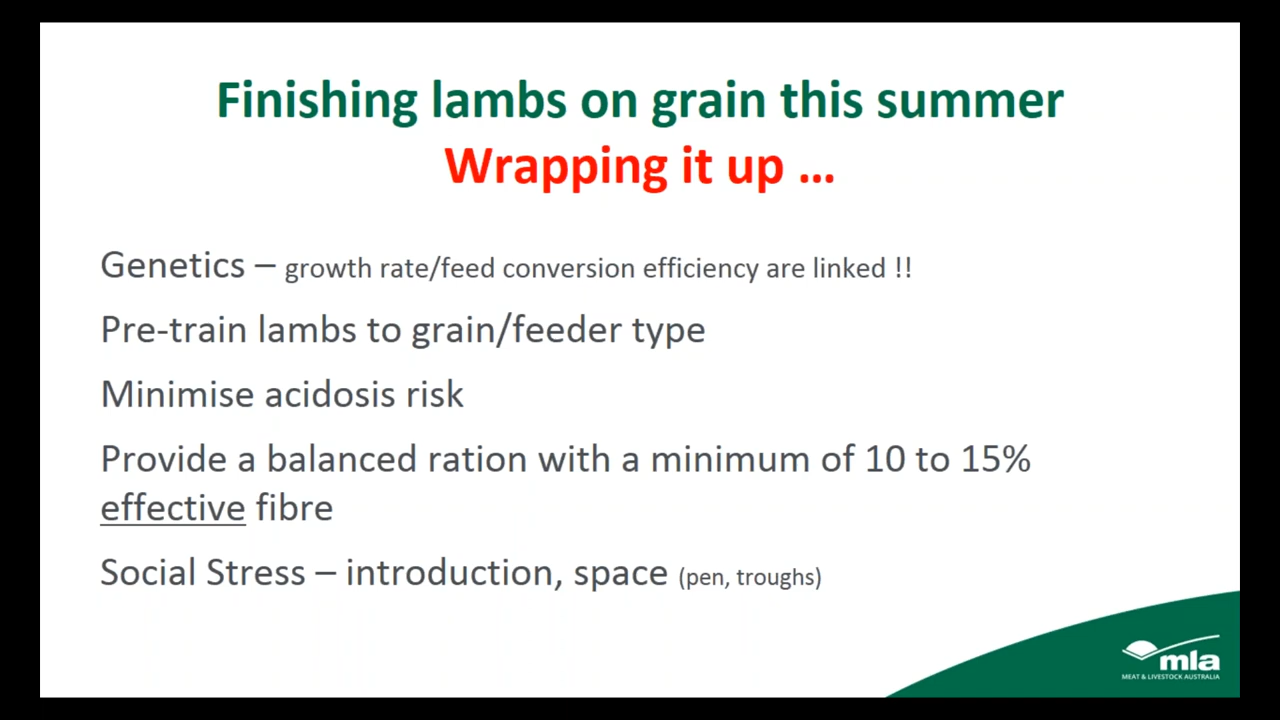 Finishing lambs on grain this summer
Wrapping it up ...
Genetics – growth rate/feed conversion efficiency are linked !!
Pre-train lambs to grain/feeder type
Minimise acidosis risk
Provide a balanced ration with a minimum of 10 to 15%
effective fibre
Social Stress – introduction, space (pen, troughs)
mla
MEAT & LIVESTOCK AUSTRALIA